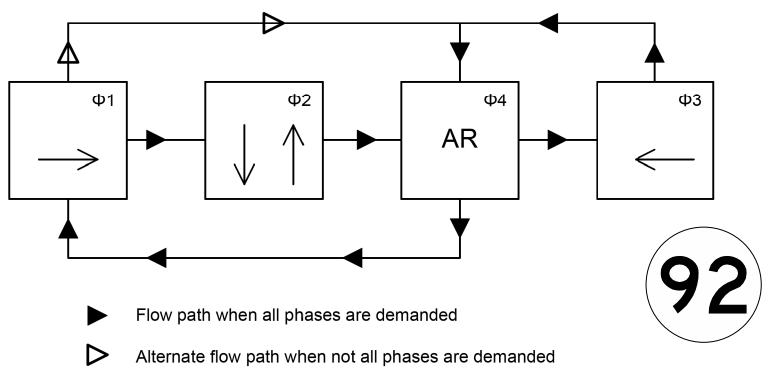 Φ1
Φ2
Φ4
Φ3
AR
92
Flow path when all phases are demanded
Alternate flow path when not all phases are demanded